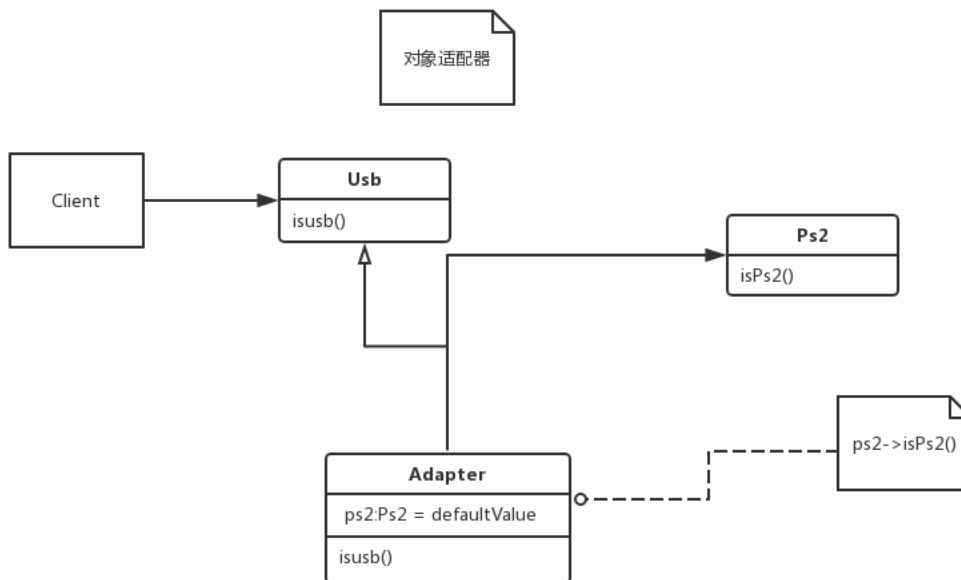 对象适配器
Client
Usb
isusb()
Ps2
isPs2()
ps2->isPs2()
Adapter
ps2:Ps2 = defaultValue
isusb()